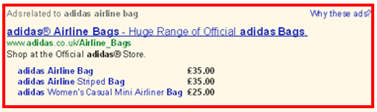 Ads related to adidas airline bag Why these ads?
adidas® Airline Bags - Huge Range of Official adidas Bags.
www.adidas.co.uk/Airline_Bags
Shop at the Official adidas® Store.
adidas Airline Bag £35.00
adidas Airline Striped Bag £35.00
adidas Women's Casual Mini Airliner Bag £25.00